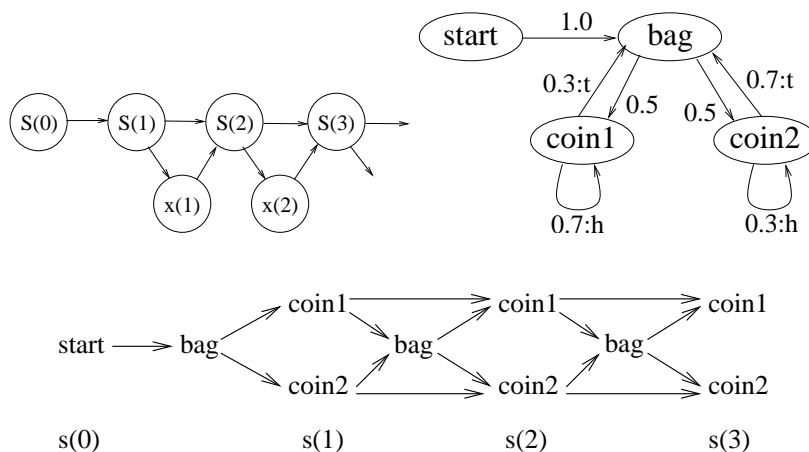 S(0)
S(1)
S(2)
S(3)
x(1)
x(2)
start
1.0
bag
0.3:t
0.5
0.5
0.7:t
coin1
coin2
0.7:h
0.3:h
coin1 coin1 coin1
start bag bag bag
coin2 coin2 coin2
s(0) s(1) s(2) s(3)